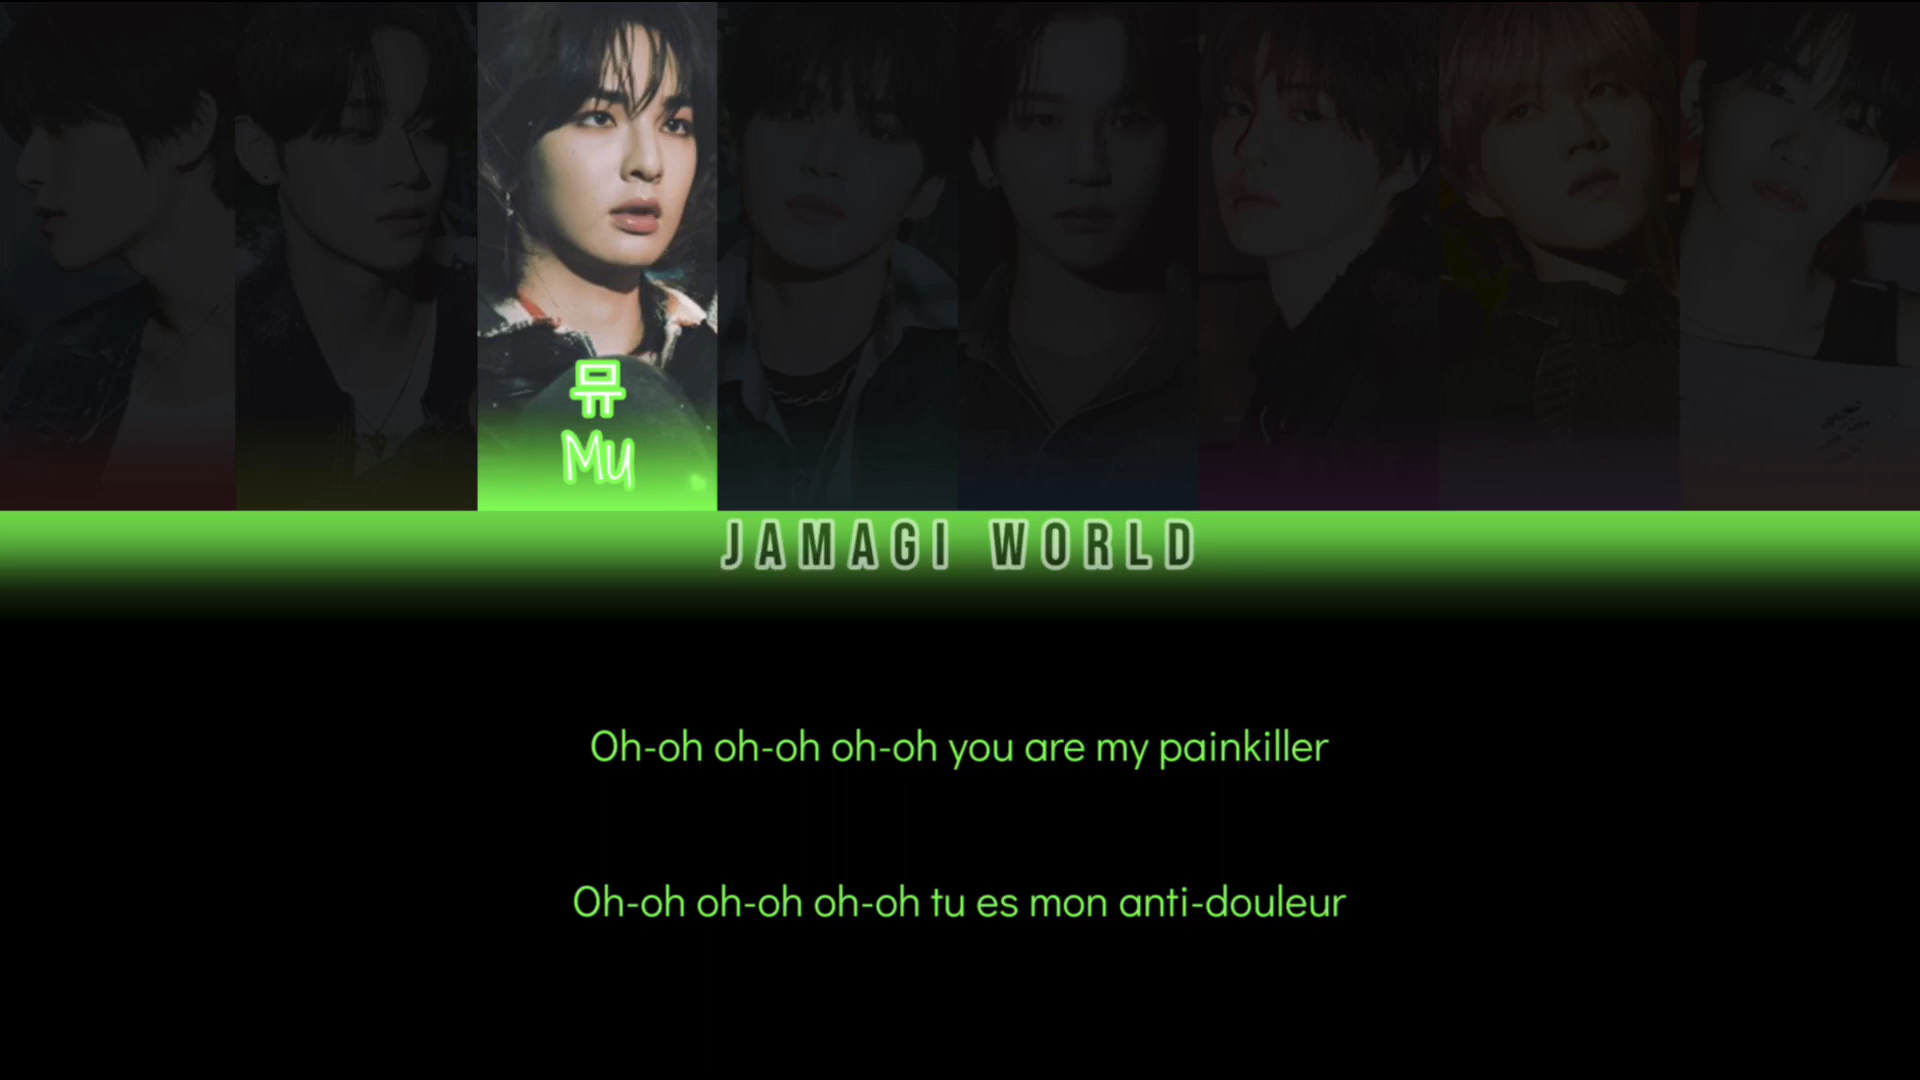 뮤
Mu
JAMAGI WORLD
Oh-oh oh-oh oh-oh you are my painkiller
Oh-oh oh-oh oh-oh tu es mon anti-douleur